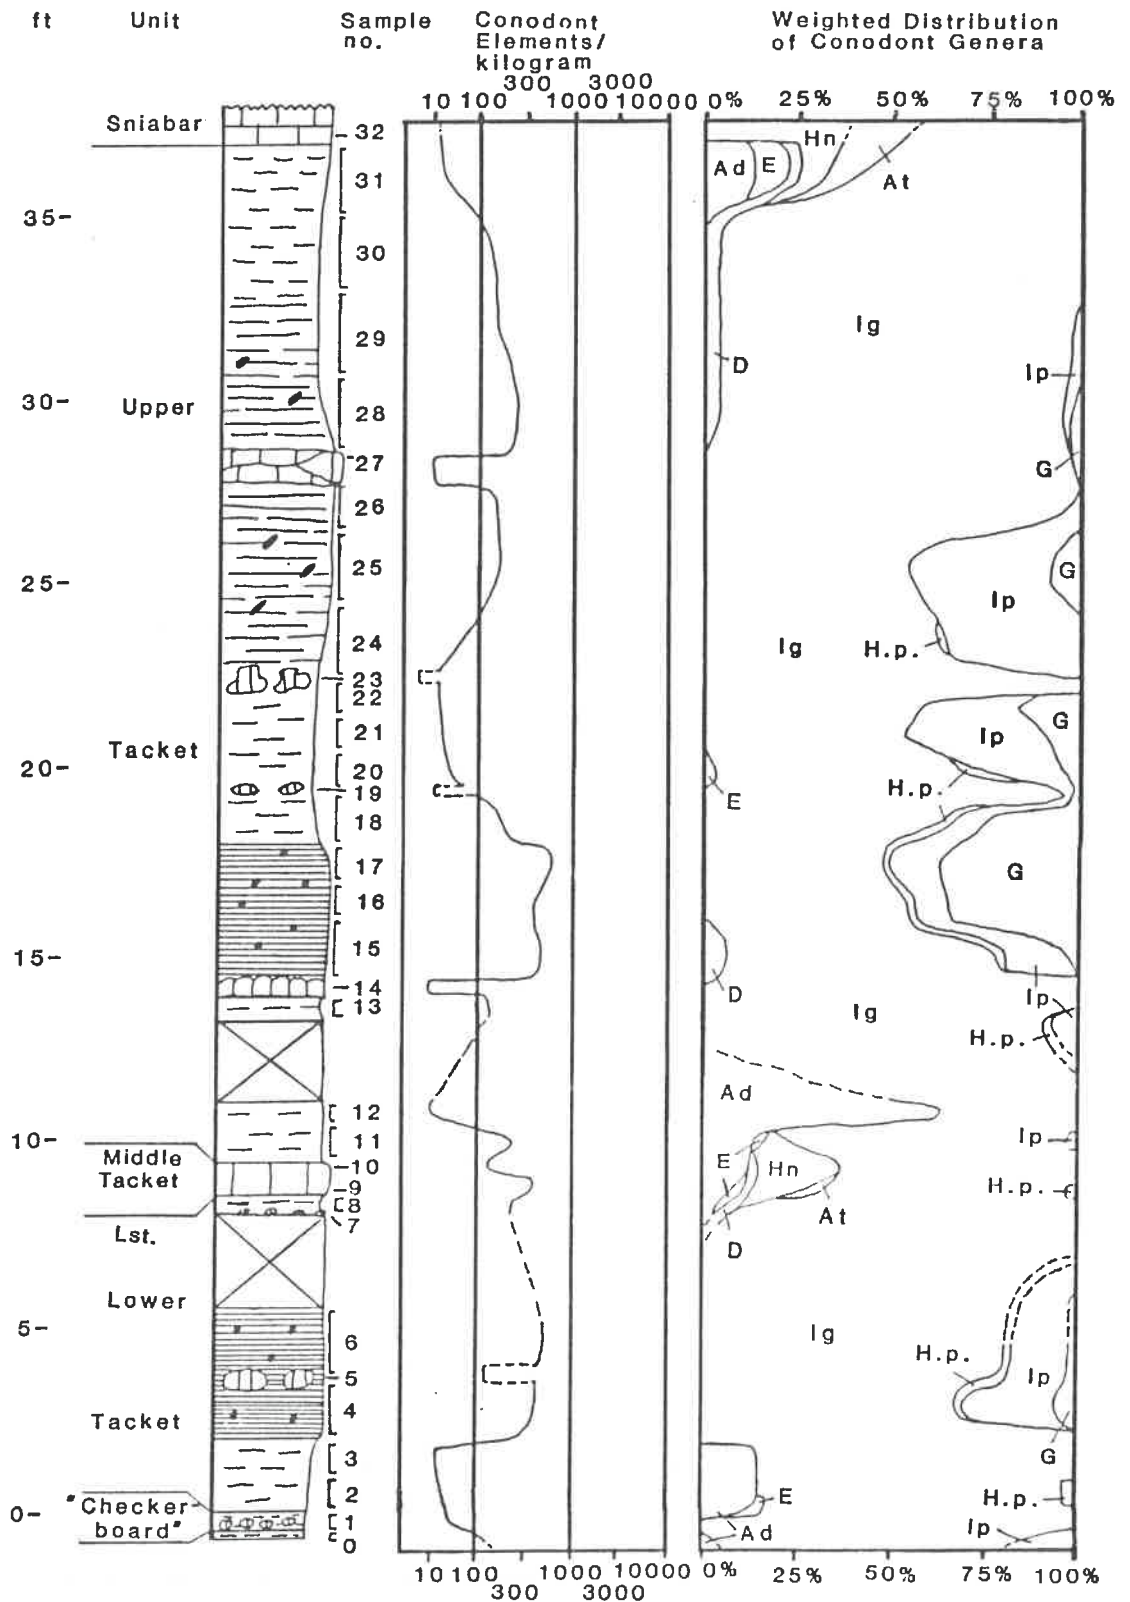 ft
Unit
Sample
no.
Conodont
Elements/
kilogram
300 3000
10 100 1000 10000
Weighted Distribution
of Conodont Genera
0% 25% 50% 75% 100%
Sniabar
Upper
Tacket
Middle
Tacket
Lst.
Lower
Tacket
"Checker-
board"
35-
30-
25-
20-
15-
10-
5-
0-
32
31
30
29
28
27
26
25
24
23
22
21
20
19
18
17
16
15
14
13
12
11
10
9
8
7
6
5
4
3
2
1
0
Hn
Ad E
At
Ig
D
Ip
G
G
Ip
Ig
H.p.
G
Ip
H.p.
E
G
D
Ip
Ig
H.p.
Ad
Ip
E
Hn
H.p.
At
D
Ig
H.p.
Ip
G
E
H.p.
Ad
Ip
10 100 1000 10000
300 3000
0% 25% 50% 75% 100%